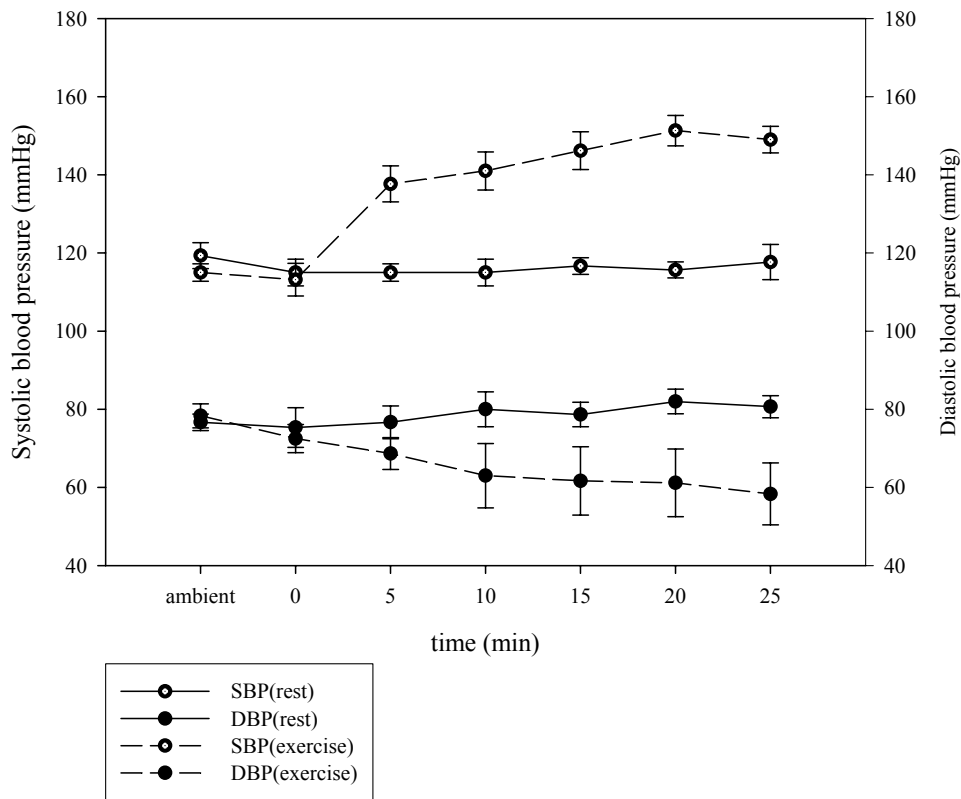 180
160
140
120
100
80
60
40
Systolic blood pressure (mmHg)
180
160
140
120
100
80
60
40
Diastolic blood pressure (mmHg)
ambient 0 5 10 15 20 25
time (min)
SBP(rest)
DBP(rest)
SBP(exercise)
DBP(exercise)